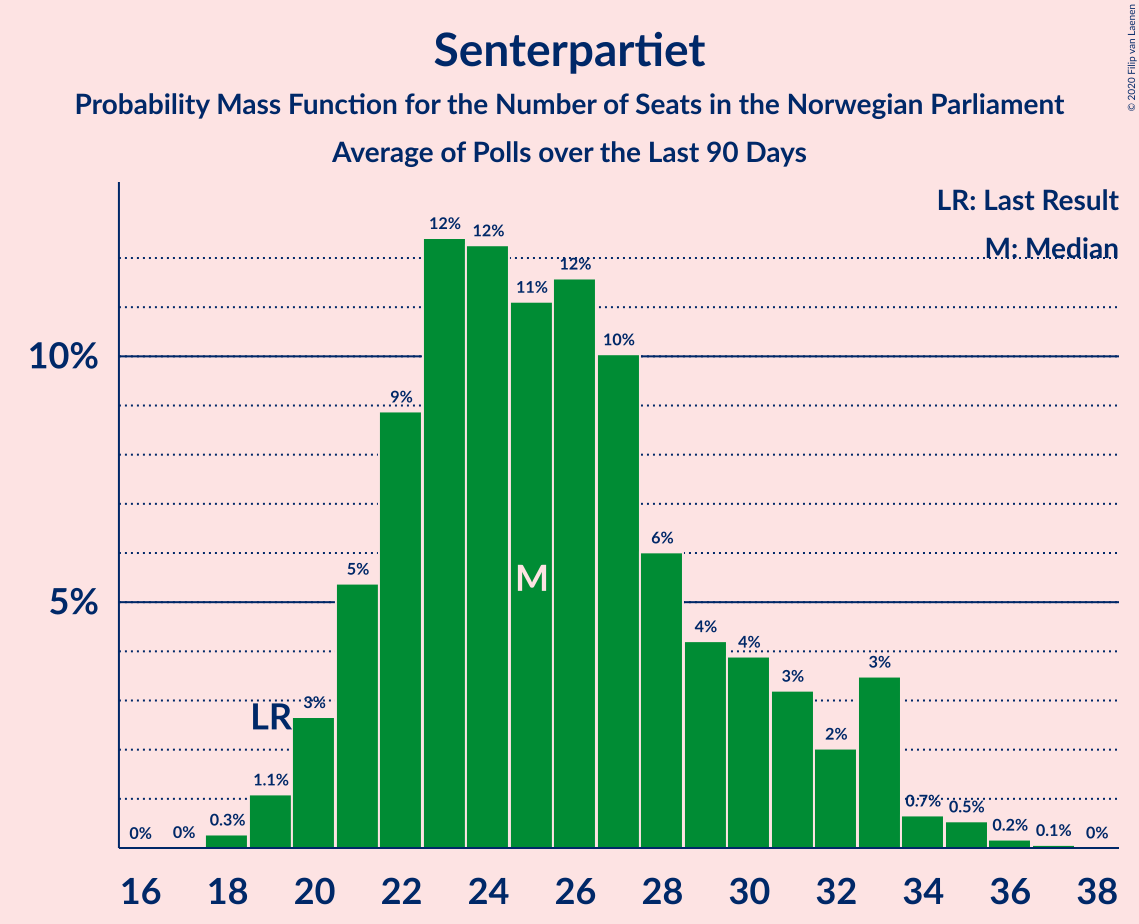 © 2020 Filip van Laenen
Senterpartiet
Probability Mass Function for the Number of Seats in the Norwegian Parliament
Average of Polls over the Last 90 Days
LR: Last Result
M: Median
10%
5%
0%
0%
0.3%
1.1%
LR
3%
5%
9%
12%
12%
11%
M
12%
10%
6%
4%
4%
3%
2%
3%
0.7%
0.5%
0.2%
0.1%
0%
16 18 20 22 24 26 28 30 32 34 36 38